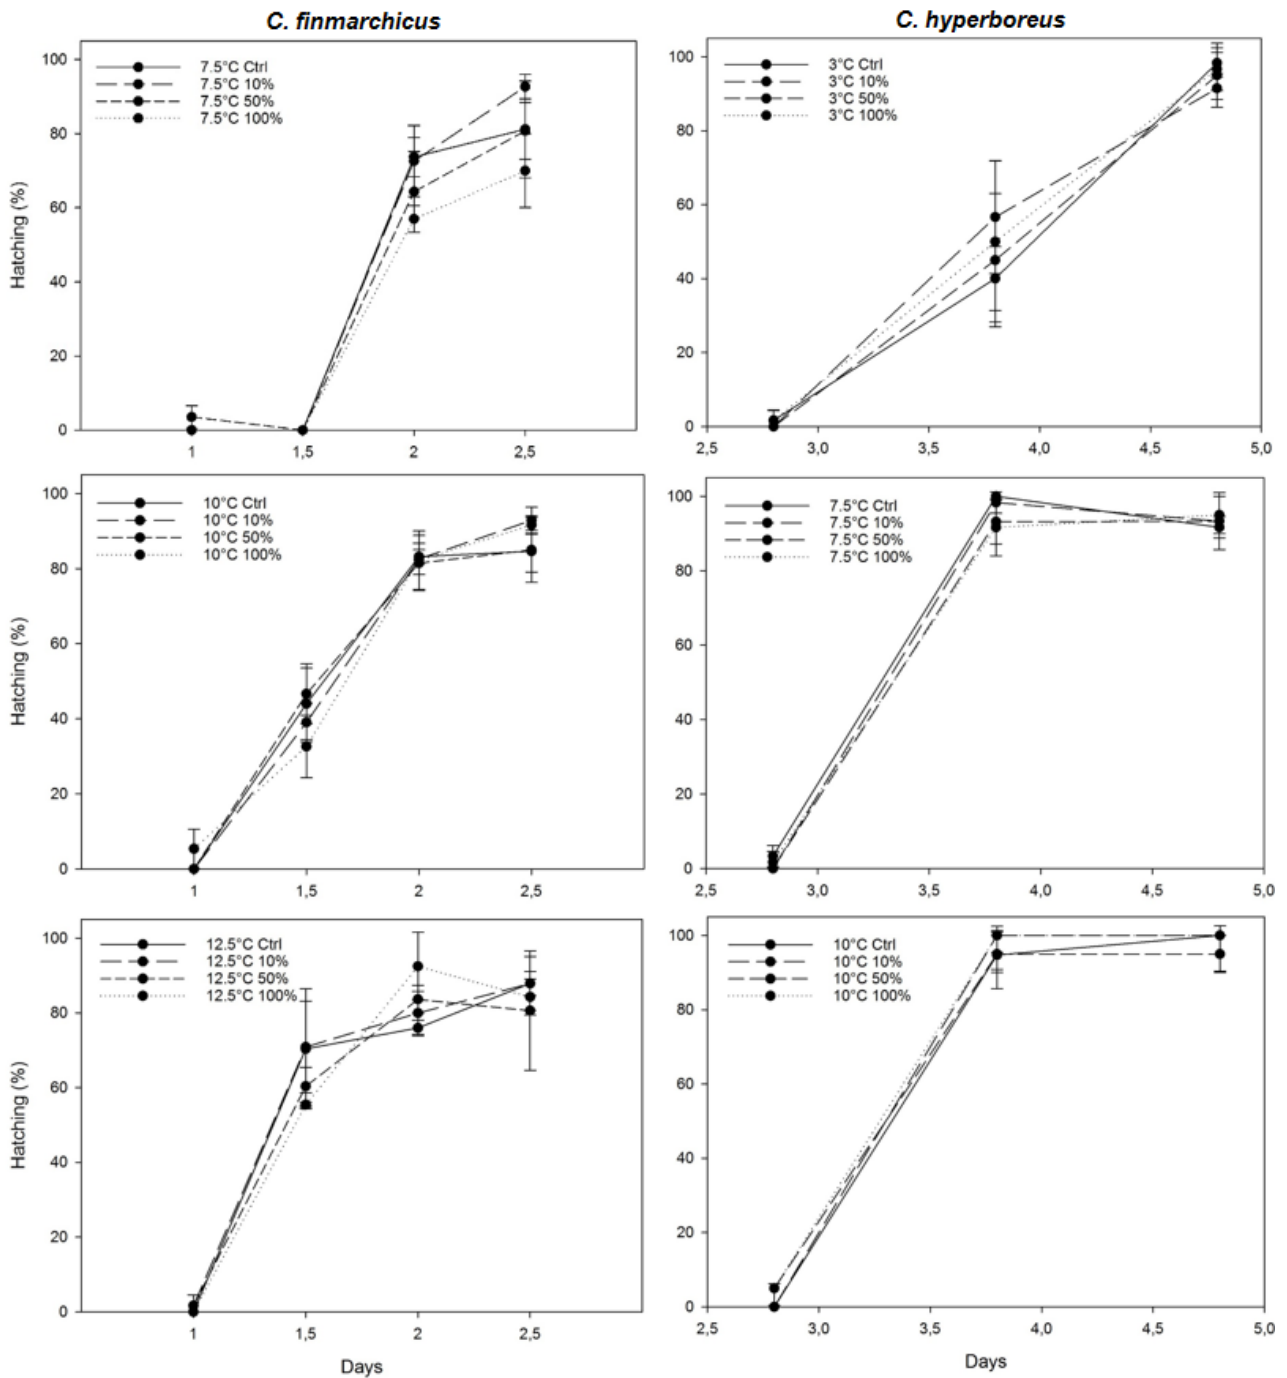 C. finmarchicus
C. hyperboreus
Hatching (%)
100
80
60
40
20
0
7.5°C Ctrl
7.5°C 10%
7.5°C 50%
7.5°C 100%
1
1,5
2
2,5
100
80
60
40
20
0
3°C Ctrl
3°C 10%
3°C 50%
3°C 100%
2,5
3,0
3,5
4,0
4,5
5,0
Hatching (%)
100
80
60
40
20
0
10°C Ctrl
10°C 10%
10°C 50%
10°C 100%
1
1,5
2
2,5
100
80
60
40
20
0
7.5°C Ctrl
7.5°C 10%
7.5°C 50%
7.5°C 100%
2,5
3,0
3,5
4,0
4,5
5,0
Hatching (%)
100
80
60
40
20
0
12.5°C Ctrl
12.5°C 10%
12.5°C 50%
12.5°C 100%
1
1,5
2
2,5
Days
100
80
60
40
20
0
10°C Ctrl
10°C 10%
10°C 50%
10°C 100%
2,5
3,0
3,5
4,0
4,5
5,0
Days